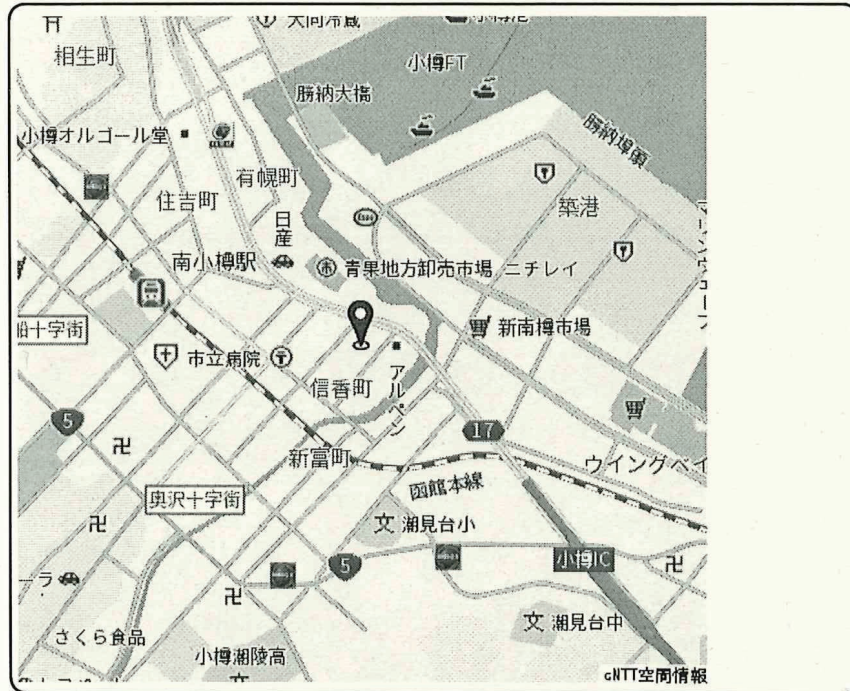 相生町
小樽FT
勝納大橋
勝納埠頭
小樽オルゴール堂
有幌町
住吉町
築港
日産
南小樽駅
青果地方卸売市場
ニチレイ
船十字街
新南樽市場
市立病院
信香町
アルペン
5
17
新富町
ウイングベイ
函館本線
奥沢十字街
潮見台小
5
小樽IC
ーラ
潮見台中
さくら食品
小樽潮陵高
文
©NTT空間情報